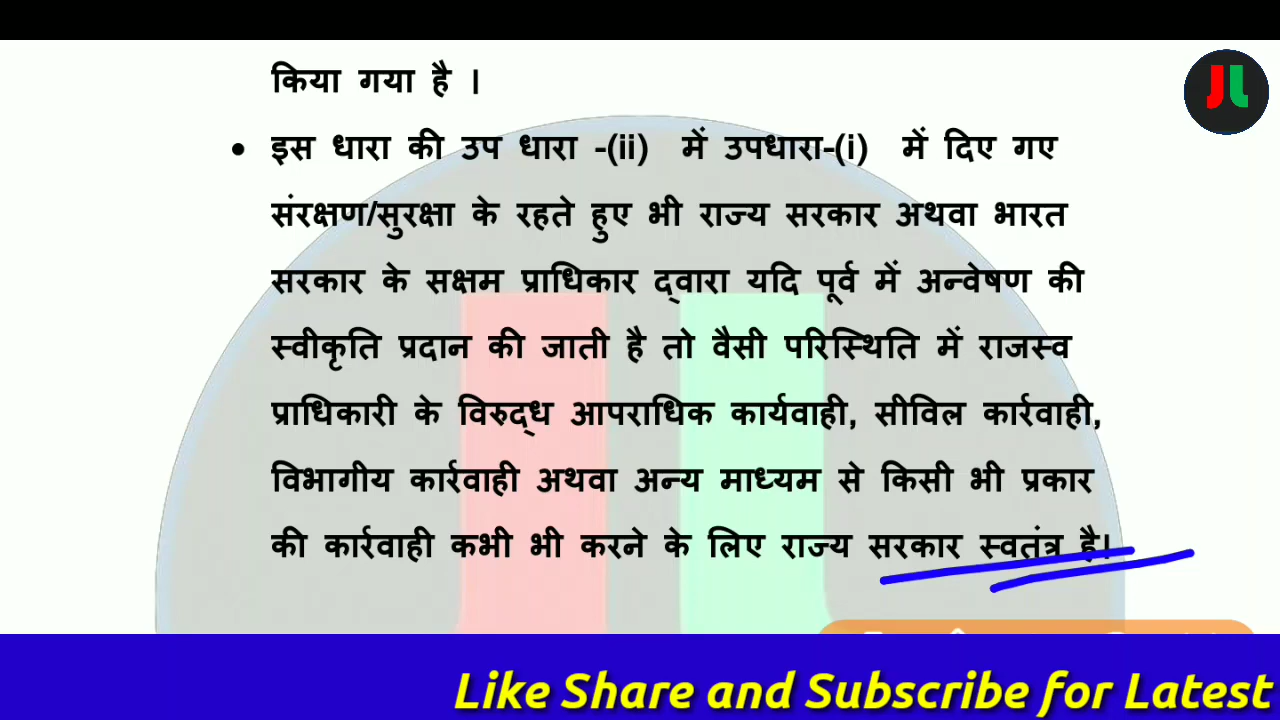 किया गया है ।
• इस धारा की उप धारा -(ii) में उपधारा-(i) में दिए गए
संरक्षण/सुरक्षा के रहते हुए भी राज्य सरकार अथवा भारत
सरकार के सक्षम प्राधिकार द्वारा यदि पूर्व में अन्वेषण की
स्वीकृति प्रदान की जाती है तो वैसी परिस्थिति में राजस्व
प्राधिकारी के विरुद्ध आपराधिक कार्यवाही, सीविल कार्रवाही,
विभागीय कार्रवाही अथवा अन्य माध्यम से किसी भी प्रकार
की कार्रवाही कभी भी करने के लिए राज्य सरकार स्वतंत्र है।
Like Share and Subscribe for Latest